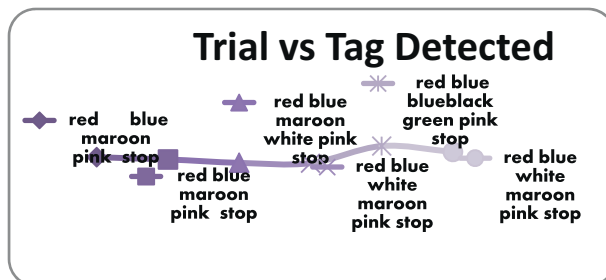 Trial vs Tag Detected
red blue
maroon
pink stop
red blue
maroon
pink stop
red blue
maroon
white pink
stop
red blue
white
maroon
pink stop
red blue
blueblack
green pink
stop
red blue
white
maroon
pink stop